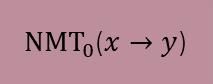 NMT₀(x → y)